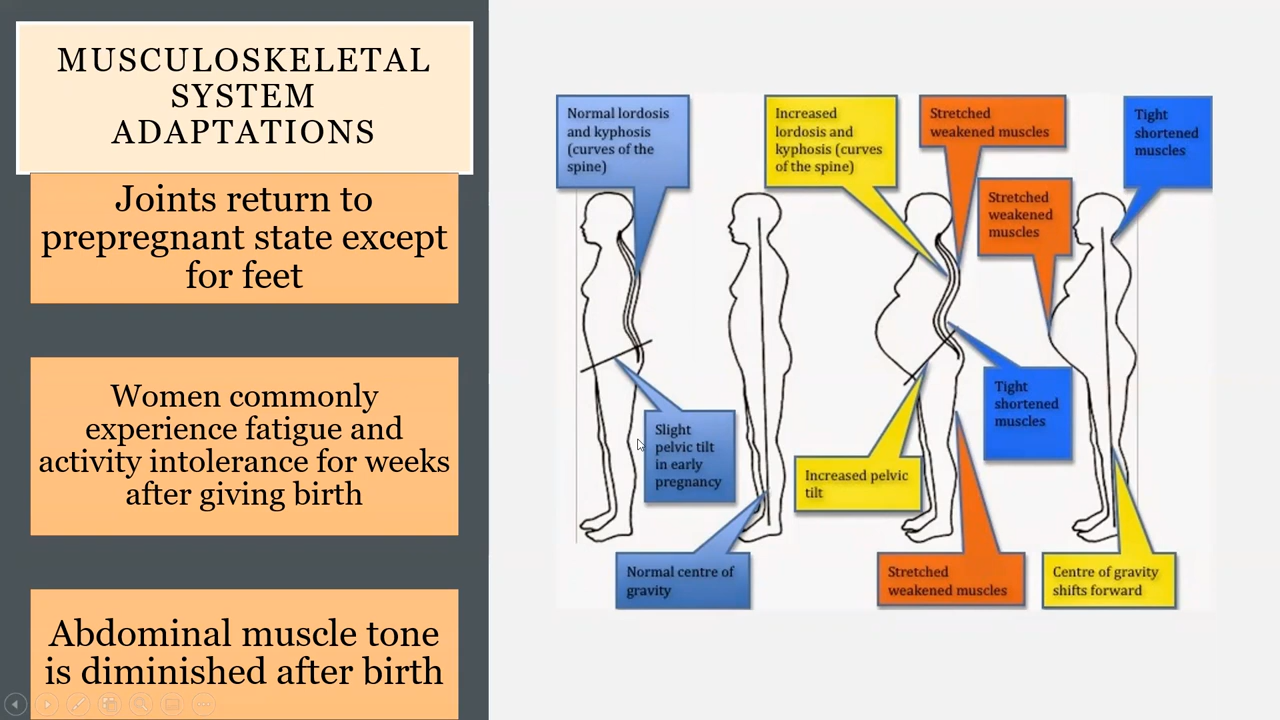 MUSCULOSKELETAL
SYSTEM
ADAPTATIONS
Joints return to
prepregnant state except
for feet
Women commonly
experience fatigue and
activity intolerance for weeks
after giving birth
Abdominal muscle tone
is diminished after birth
Normal lordosis
and kyphosis
(curves of the
spine)
Increased
lordosis and
kyphosis (curves
of the spine)
Stretched
weakened muscles
Tight
shortened
muscles
Stretched
weakened
muscles
Tight
shortened
muscles
Slight
pelvic tilt
in early
pregnancy
Increased pelvic
tilt
Normal centre of
gravity
Stretched
weakened muscles
Centre of gravity
shifts forward